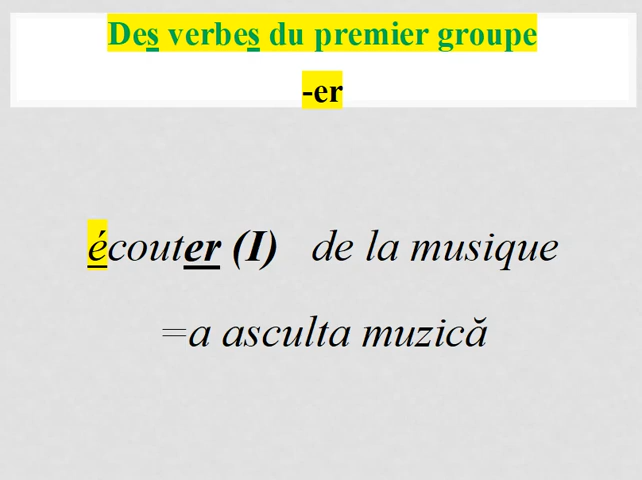 Des verbes du premier groupe
-er
écouter (I) de la musique
=a asculta muzică